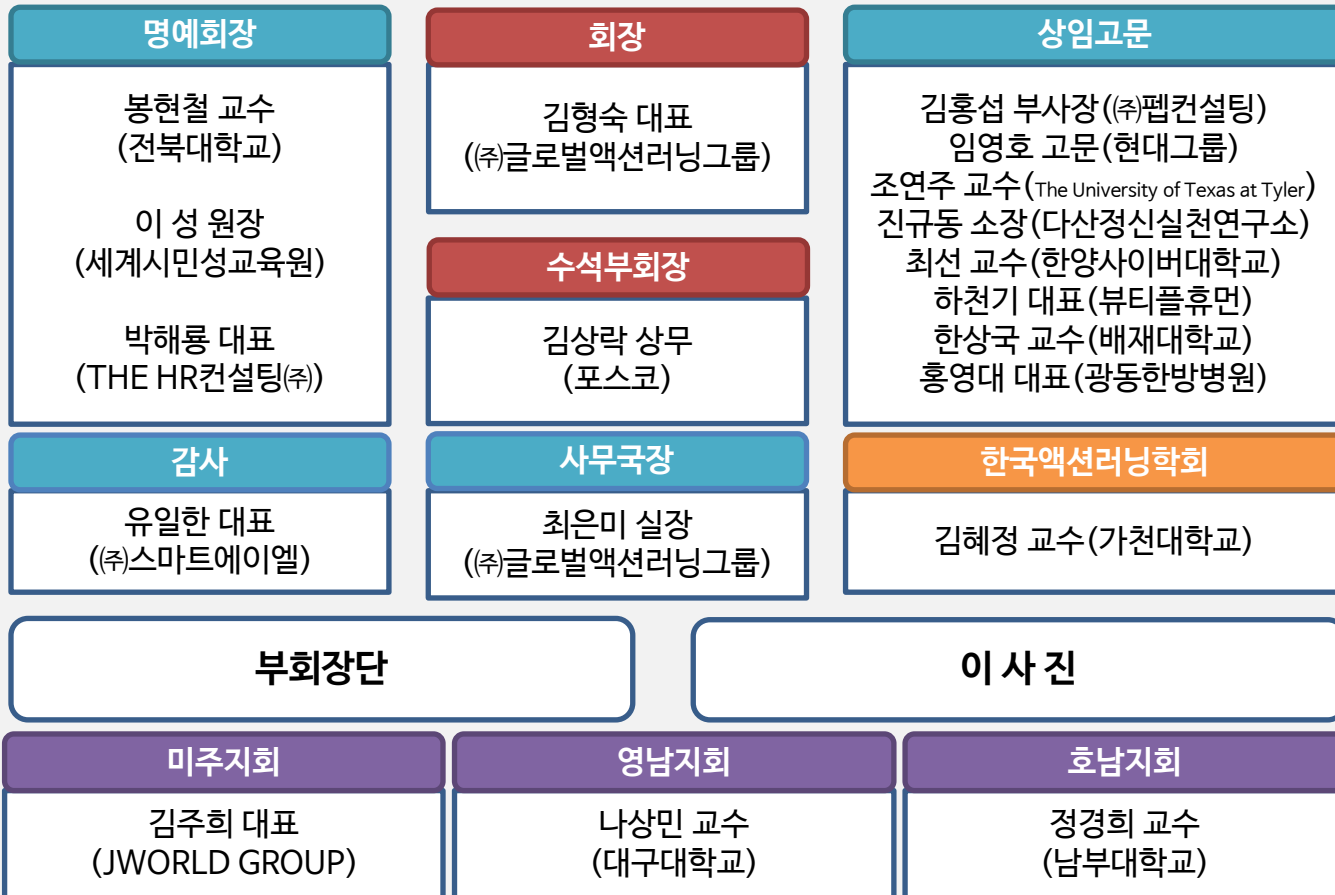 명예회장
봉현철 교수
(전북대학교)
이 성 원장
(세계시민성교육원)
박해룡 대표
(THE HR컨설팅㈜)
회장
김형숙 대표
(㈜글로벌액션러닝그룹)
수석부회장
김상락 상무
(포스코)
상임고문
김홍섭 부사장(㈜펩컨설팅)
임영호 고문(현대그룹)
조연주 교수(The University of Texas at Tyler)
진규동 소장(다산정신실천연구소)
최선 교수(한양사이버대학교)
하천기 대표(뷰티플휴먼)
한상국 교수(배재대학교)
홍영대 대표(광동한방병원)
감사
유일한 대표
(㈜스마트에이엘)
사무국장
최은미 실장
(㈜글로벌액션러닝그룹)
한국액션러닝학회
김혜정 교수(가천대학교)
부회장단
이 사 진
미주지회
김주희 대표
(JWORLD GROUP)
영남지회
나상민 교수
(대구대학교)
호남지회
정경희 교수
(남부대학교)